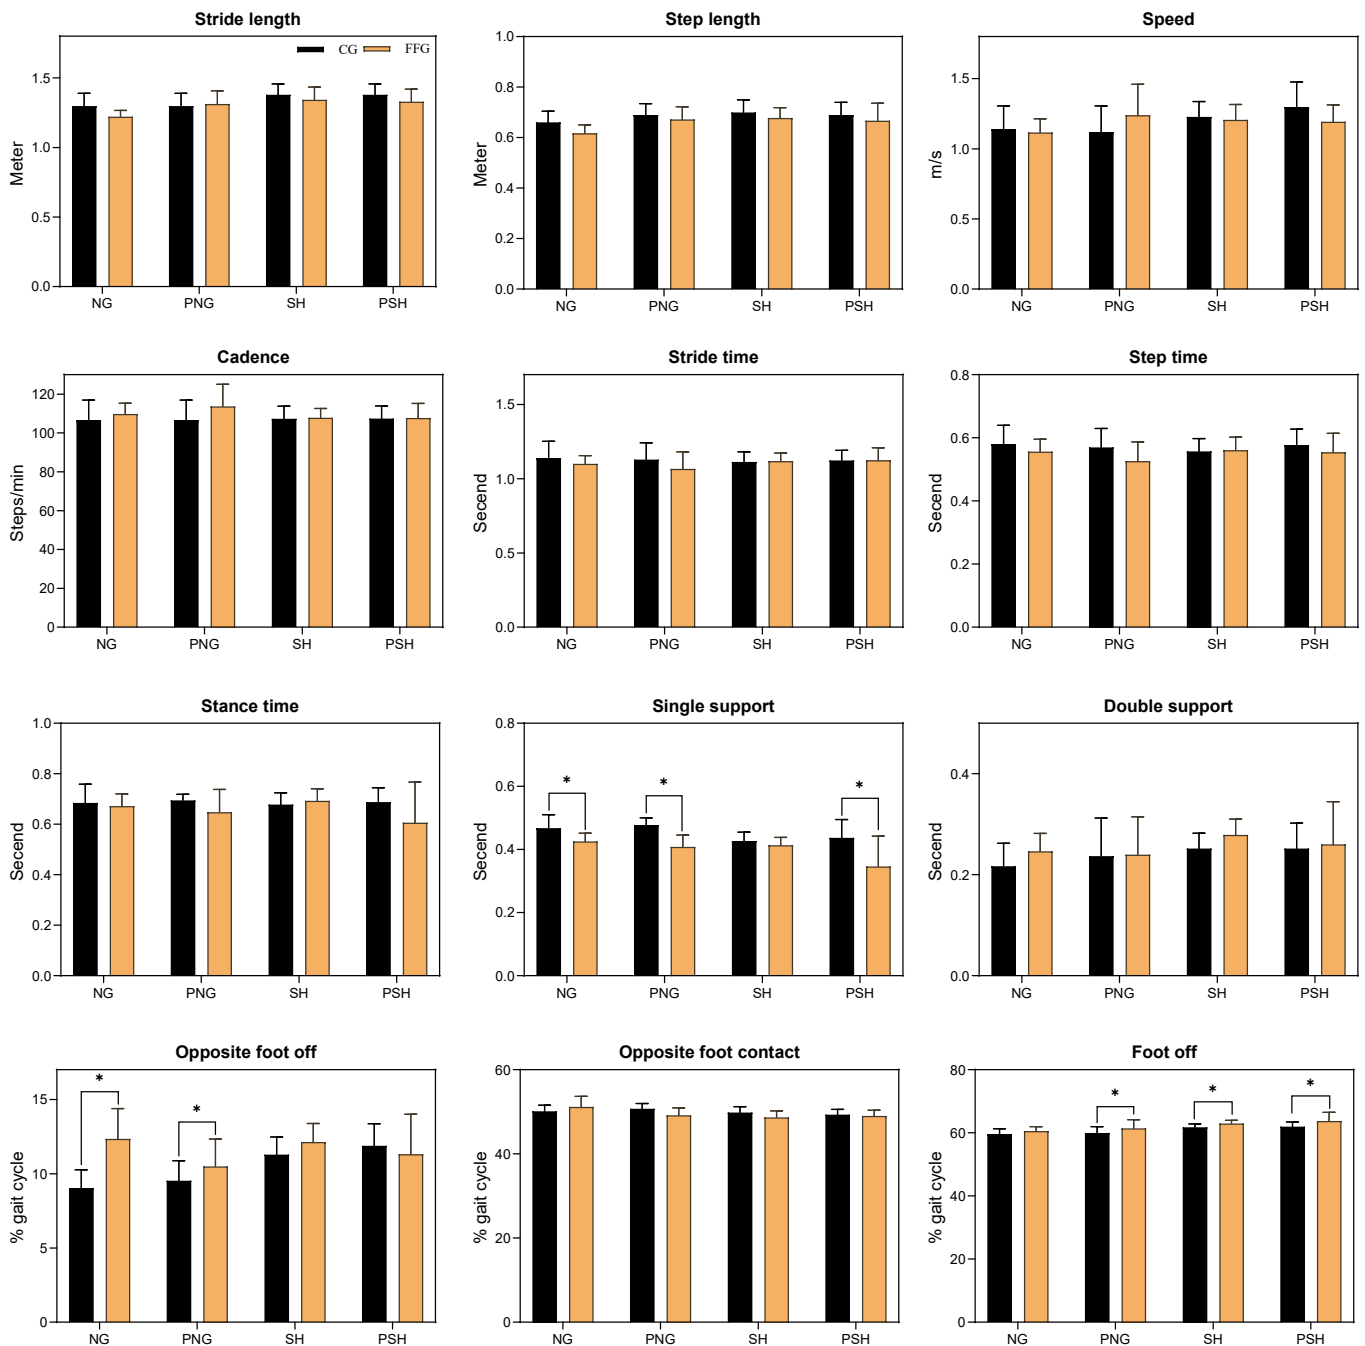 Stride length
CG FFG
Meter
1.5
1.0
0.5
0.0
NG PNG SH PSH
Step length
Meter
1.0
0.8
0.6
0.4
0.2
0.0
NG PNG SH PSH
Speed
m/s
1.5
1.0
0.5
0.0
NG PNG SH PSH
Cadence
Steps/min
120
100
80
60
40
20
0
NG PNG SH PSH
Stride time
Secend
1.5
1.0
0.5
0.0
NG PNG SH PSH
Step time
Secend
0.8
0.6
0.4
0.2
0.0
NG PNG SH PSH
Stance time
Secend
1.0
0.8
0.6
0.4
0.2
0.0
NG PNG SH PSH
Single support
Secend
0.8
0.6
0.4
0.2
0.0
* * *
NG PNG SH PSH
Double support
Secend
0.4
0.2
0.0
NG PNG SH PSH
Opposite foot off
% gait cycle
15
10
5
0
* *
NG PNG SH PSH
Opposite foot contact
% gait cycle
60
40
20
0
NG PNG SH PSH
Foot off
% gait cycle
80
60
40
20
0
* * *
NG PNG SH PSH